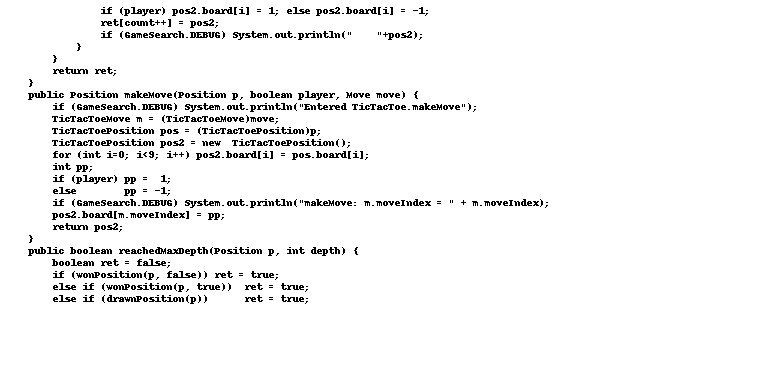 if (player) pos2.board[i] = 1; else pos2.board[i] = -1;
            ret[count++] = pos2;
            if (GameSearch.DEBUG) System.out.println("    "+pos2);
        }
    }
    return ret;
}
public Position makeMove(Position p, boolean player, Move move) {
    if (GameSearch.DEBUG) System.out.println("Entered TicTacToe.makeMove");
    TicTacToeMove m = (TicTacToeMove)move;
    TicTacToePosition pos = (TicTacToePosition)p;
    TicTacToePosition pos2 = new  TicTacToePosition();
    for (int i=0; i<9; i++) pos2.board[i] = pos.board[i];
    int pp;
    if (player) pp =  1;
    else        pp = -1;
    if (GameSearch.DEBUG) System.out.println("makeMove: m.moveIndex = " + m.moveIndex);
    pos2.board[m.moveIndex] = pp;
    return pos2;
}
public boolean reachedMaxDepth(Position p, int depth) {
    boolean ret = false;
    if (wonPosition(p, false)) ret = true;
    else if (wonPosition(p, true))  ret = true;
    else if (drawnPosition(p))      ret = true;